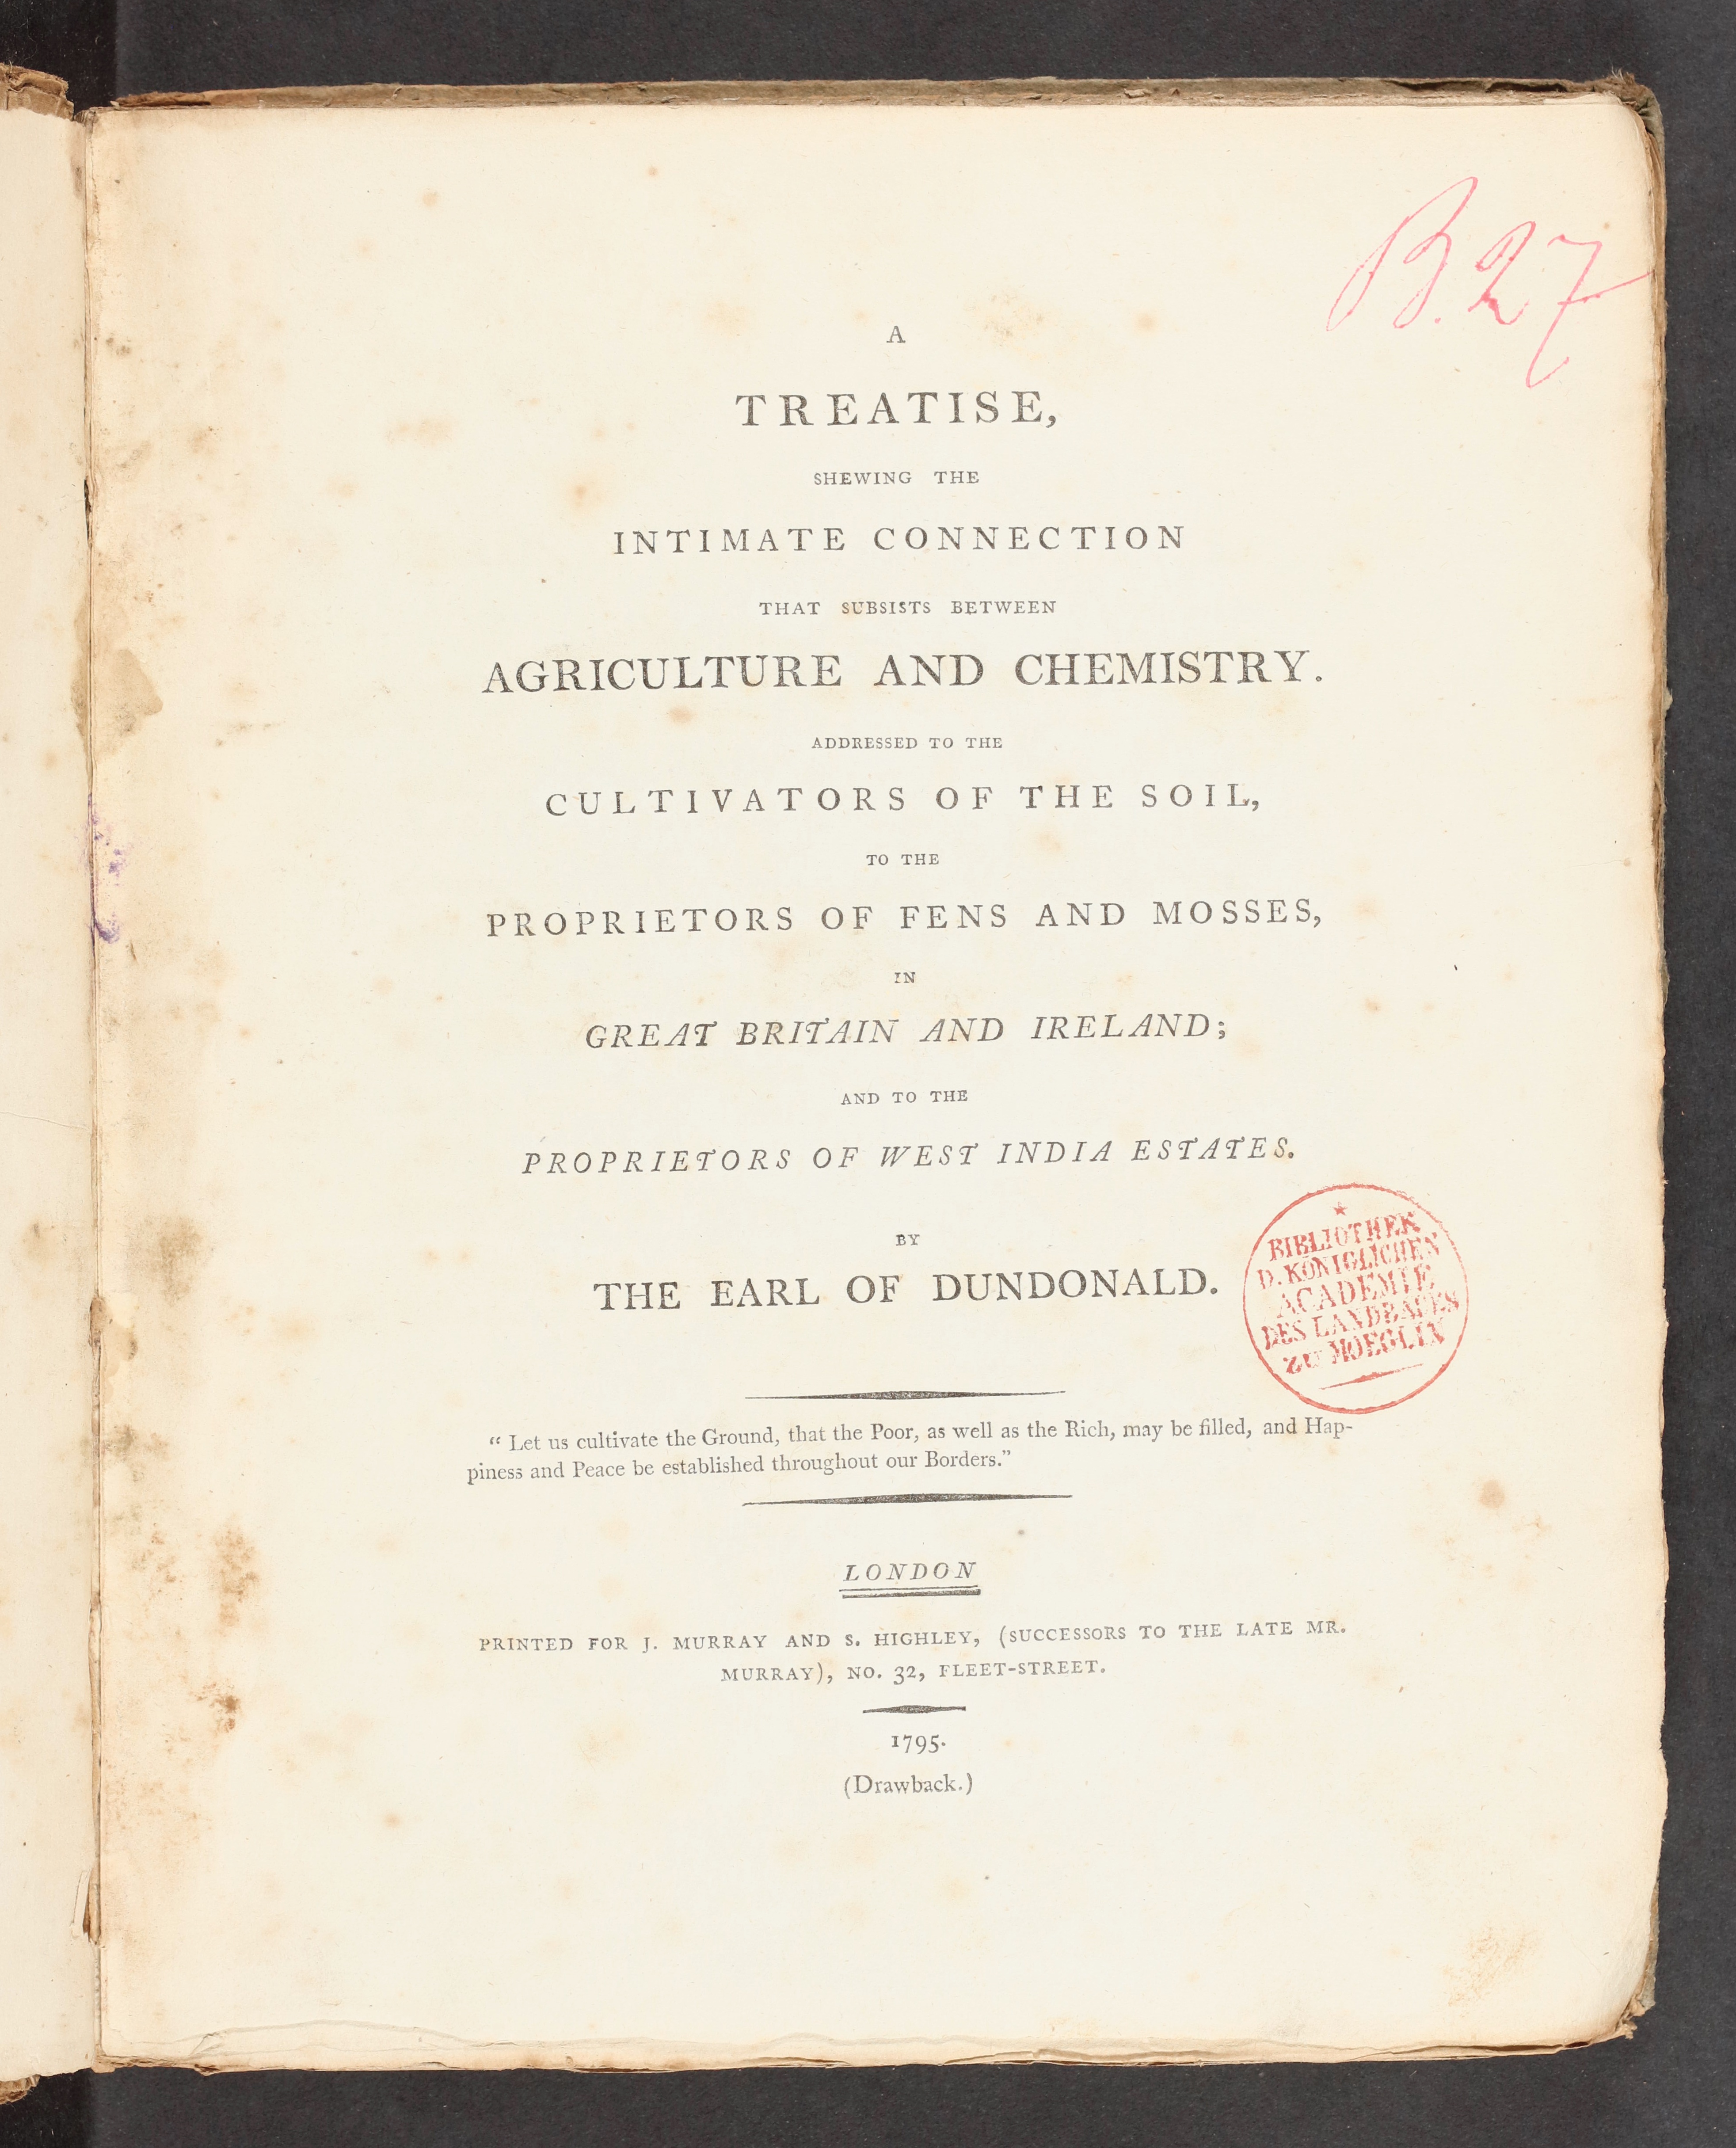 B. 27
A
TREATISE,
SHEWING THE
INTIMATE CONNECTION
THAT SUBSISTS BETWEEN
AGRICULTURE AND CHEMISTRY.
ADDRESSED TO THE
CULTIVATORS OF THE SOIL,
TO THE
PROPRIETORS OF FENS AND MOSSES,
IN
GREAT BRITAIN AND IRELAND;
AND TO THE
PROPRIETORS OF WEST INDIA ESTATES.
BY
THE EARL OF DUNDONALD.
BIBLIOTHEK
D. KÖNIGLICHEN
ACADEMIE
DES LANDBAUES
ZU MOEGLIN
“ Let us cultivate the Ground, that the Poor, as well as the Rich, may be filled, and Hap-
piness and Peace be established throughout our Borders.”
LONDON
PRINTED FOR J. MURRAY AND S. HIGHLEY, (SUCCESSORS TO THE LATE MR.
MURRAY), NO. 32, FLEET-STREET.
1795.
(Drawback.)